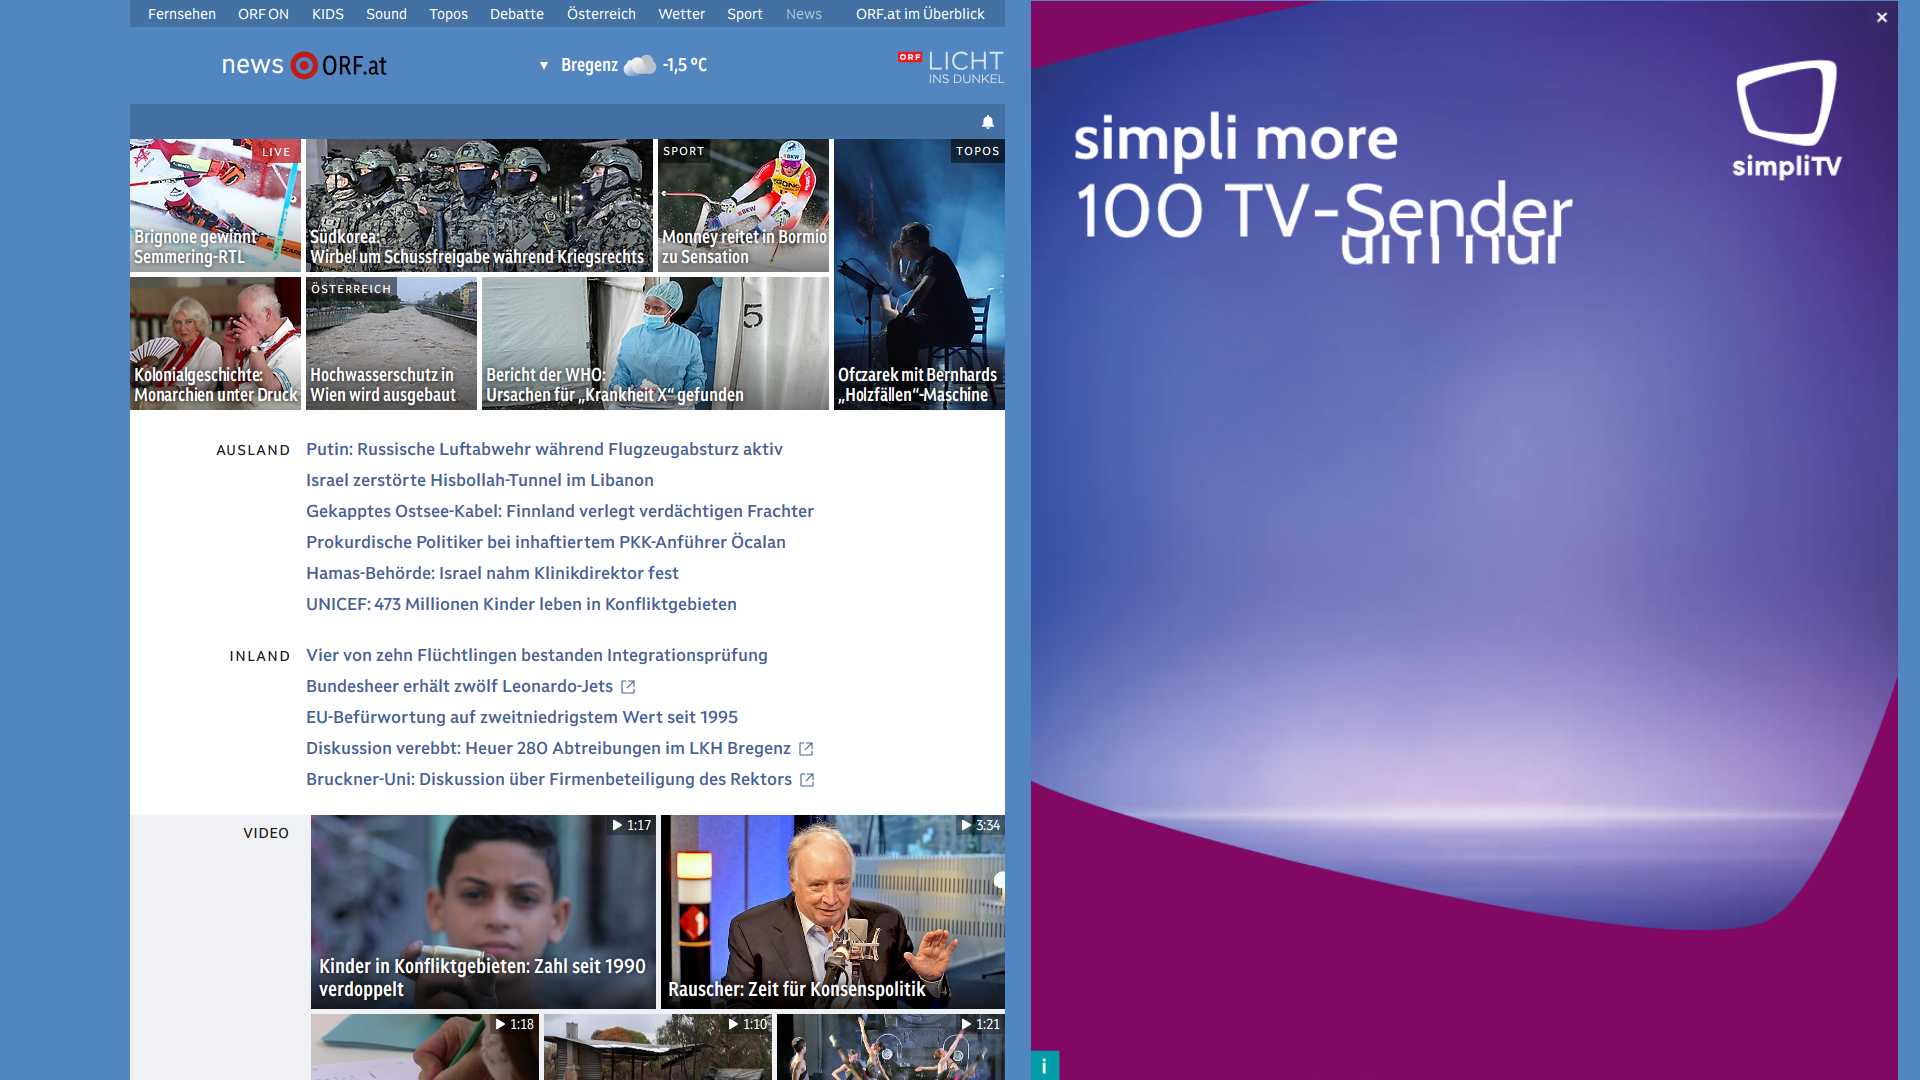 Fernsehen ORF ON KIDS Sound Topos Debatte Österreich Wetter Sport News ORF.at im Überblick
news ORF.at
▼ Bregenz -1,5 °C
ORF LICHT
INS DUNKEL
LIVE
Brignone gewinnt
Semmering-RTL
Südkorea:
Wirbel um Schussfreigabe während Kriegsrechts
SPORT
Monney reitet in Bormio
zu Sensation
TOPOS
Ofczarek mit Bernhards
„Holzfällen“-Maschine
Kolonialgeschichte:
Monarchien unter Druck
ÖSTERREICH
Hochwasserschutz in
Wien wird ausgebaut
5
Bericht der WHO:
Ursachen für „Krankheit X“ gefunden
AUSLAND
Putin: Russische Luftabwehr während Flugzeugabsturz aktiv
Israel zerstörte Hisbollah-Tunnel im Libanon
Gekapptes Ostsee-Kabel: Finnland verlegt verdächtigen Frachter
Prokurdische Politiker bei inhaftiertem PKK-Anführer Öcalan
Hamas-Behörde: Israel nahm Klinikdirektor fest
UNICEF: 473 Millionen Kinder leben in Konfliktgebieten
INLAND
Vier von zehn Flüchtlingen bestanden Integrationsprüfung
Bundesheer erhält zwölf Leonardo-Jets
EU-Befürwortung auf zweitniedrigstem Wert seit 1995
Diskussion verebbt: Heuer 280 Abtreibungen im LKH Bregenz
Bruckner-Uni: Diskussion über Firmenbeteiligung des Rektors
VIDEO
1:17
Kinder in Konfliktgebieten: Zahl seit 1990
verdoppelt
3:34
Rauscher: Zeit für Konsenspolitik
1:18
1:10
1:21
simpli more
100 TV-Sender
um nur
simpliTV
i